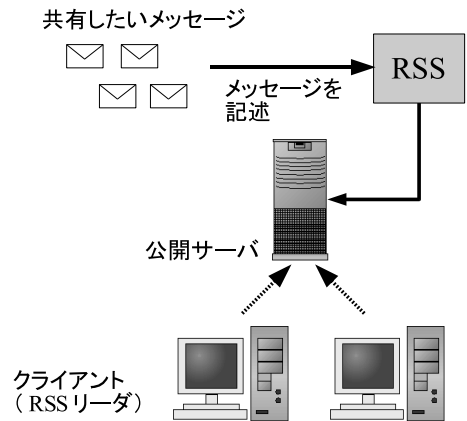 共有したいメッセージ
RSS
メッセージを
記述
公開サーバ
クライアント
（RSSリーダ）